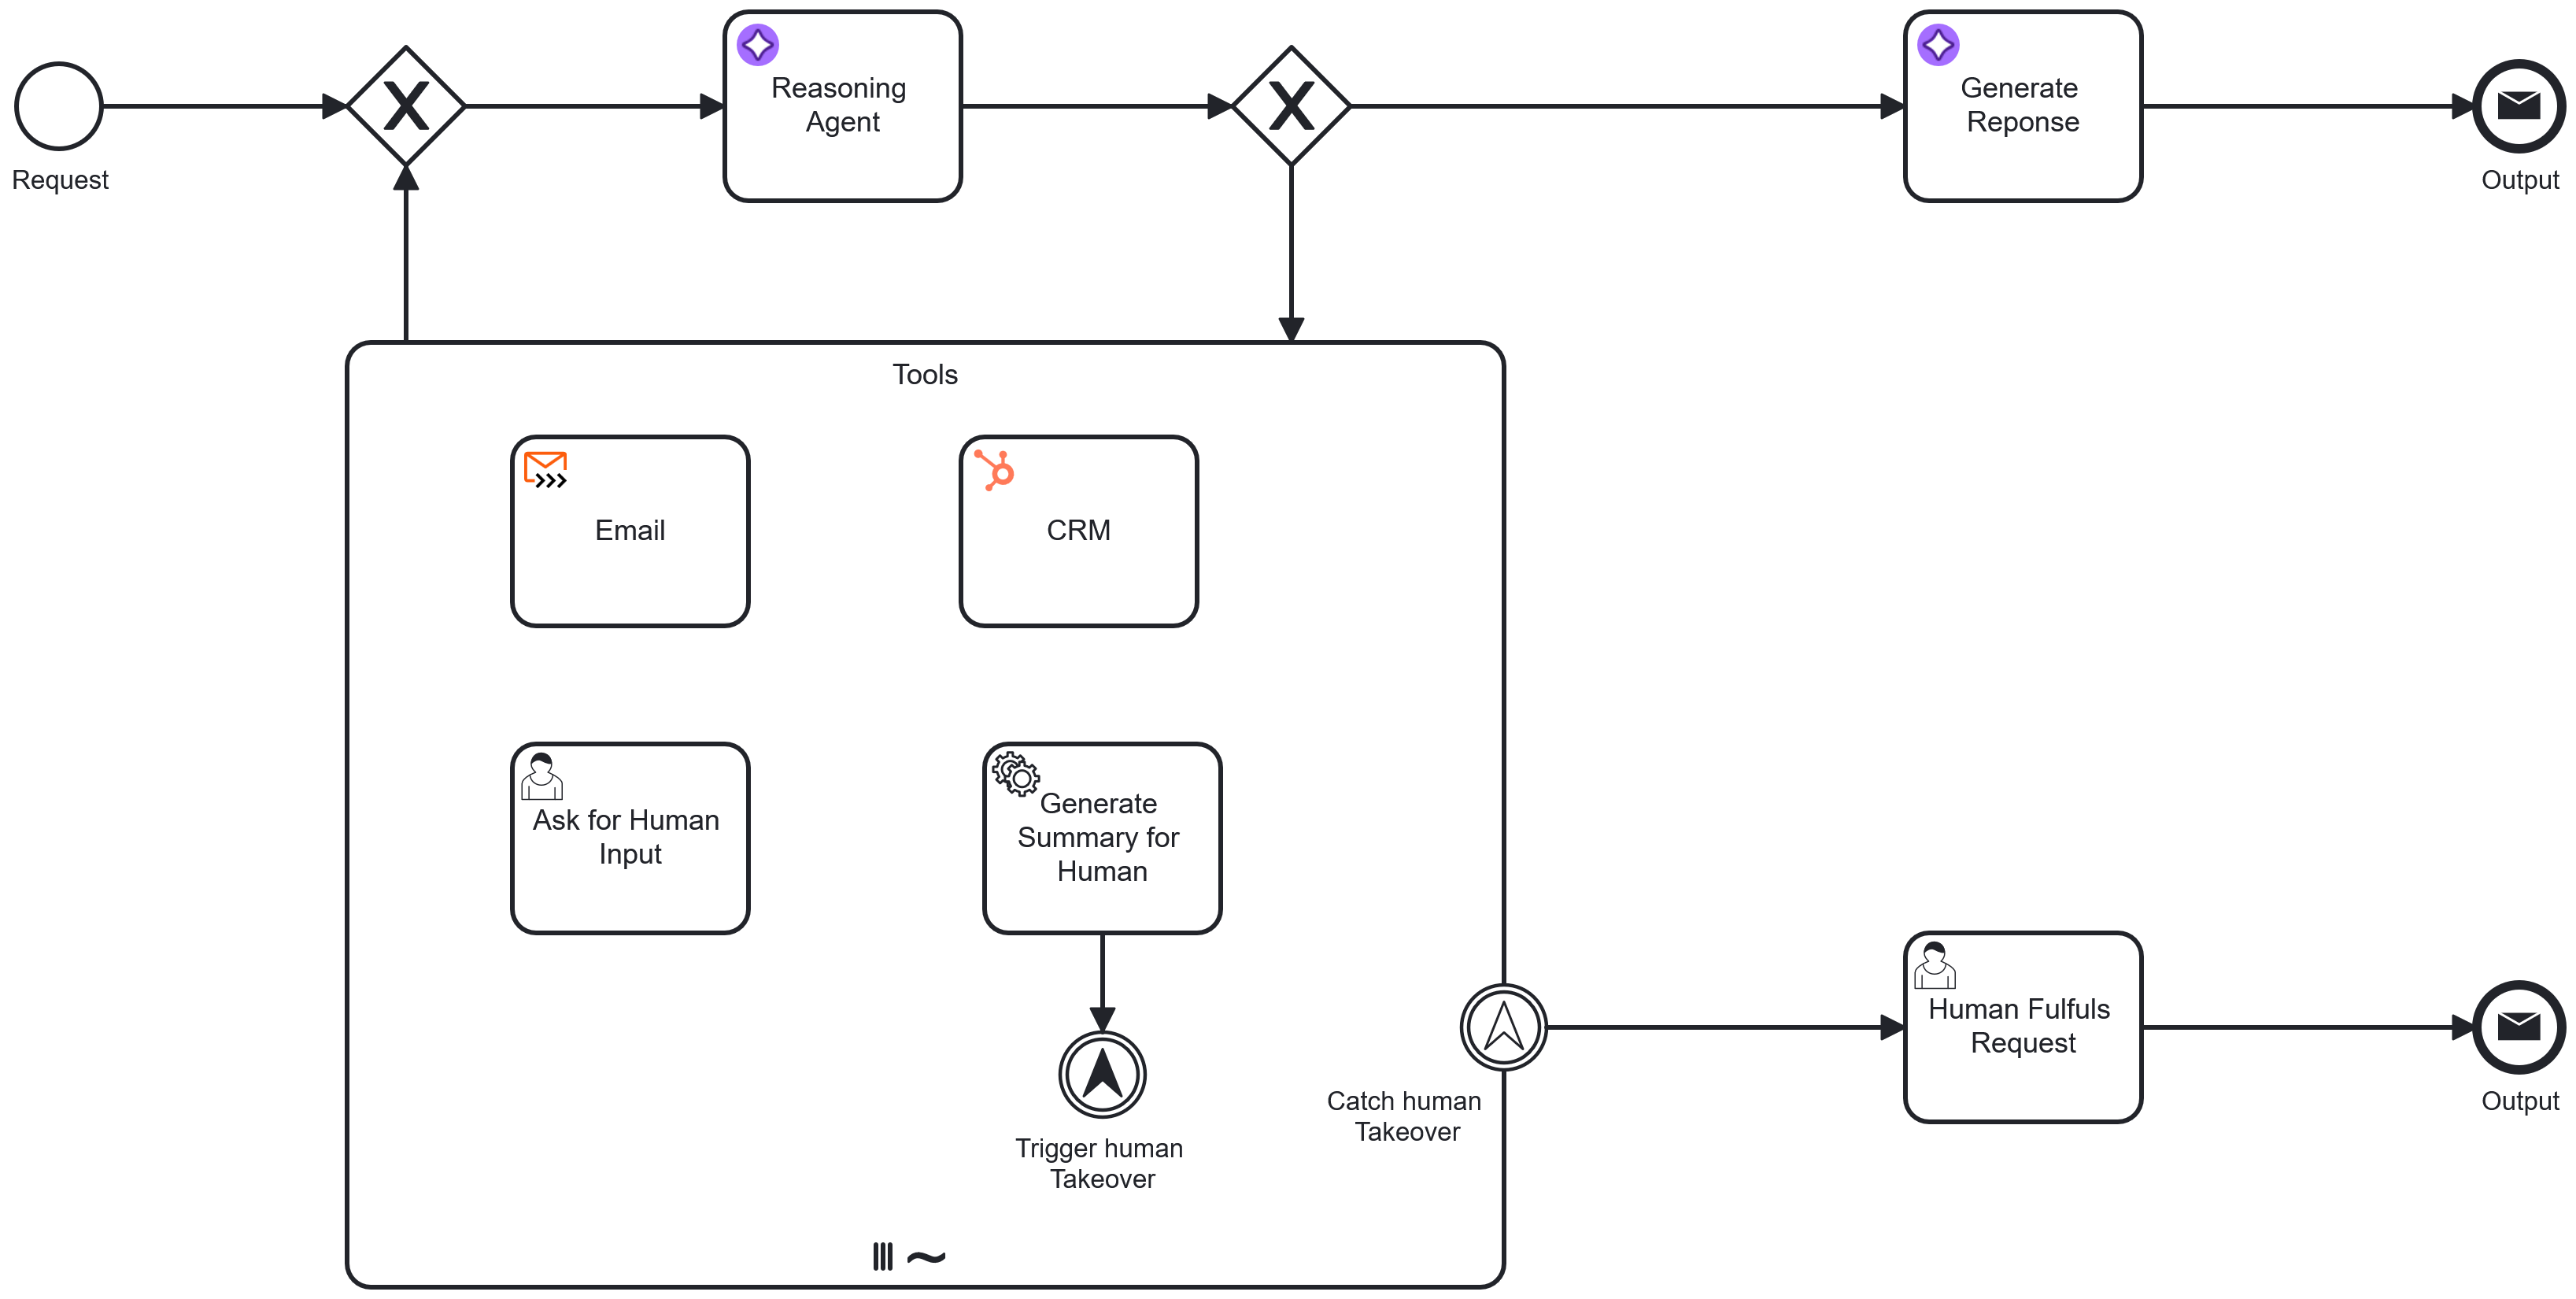 Request
Reasoning
Agent
Generate
Reponse
Output
Tools
Email
CRM
Ask for Human
Input
Generate
Summary for
Human
Trigger human
Takeover
Catch human
Takeover
Human Fulfuls
Request
Output